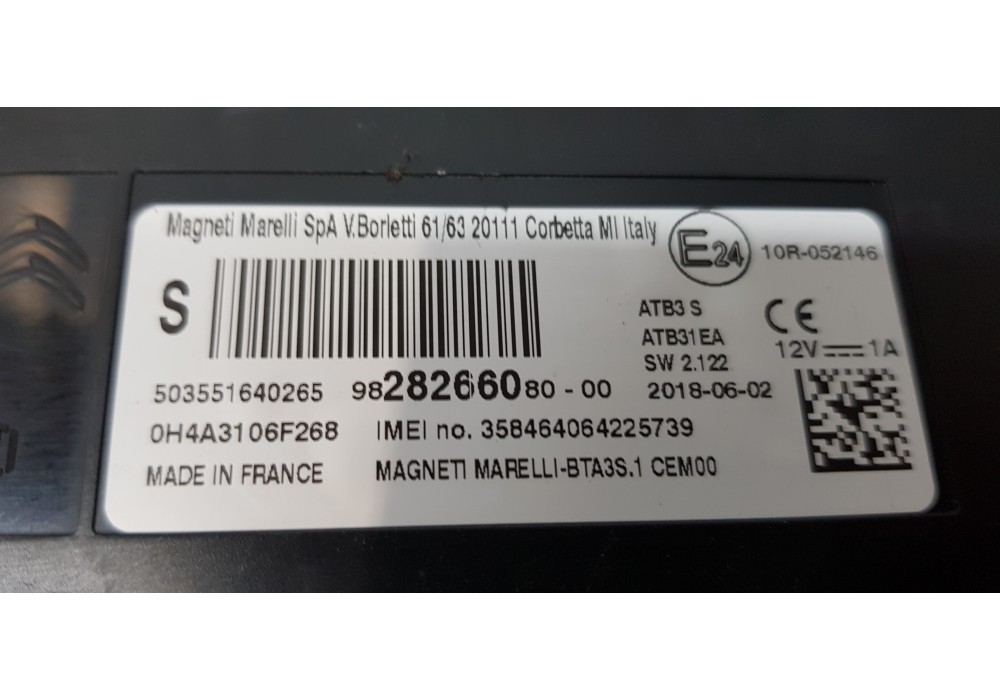 Magneti Marelli SpA V.Borletti 61/63 20111 Corbetta MI Italy
E24 10R-052146
S
ATB3 S
ATB31EA
SW 2.122
CE
12V 1A
503551640265 9828266080-00 2018-06-02
0H4A3106F268 IMEI no. 358464064225739
MADE IN FRANCE MAGNETI MARELLI-BTA3S.1 CEM00